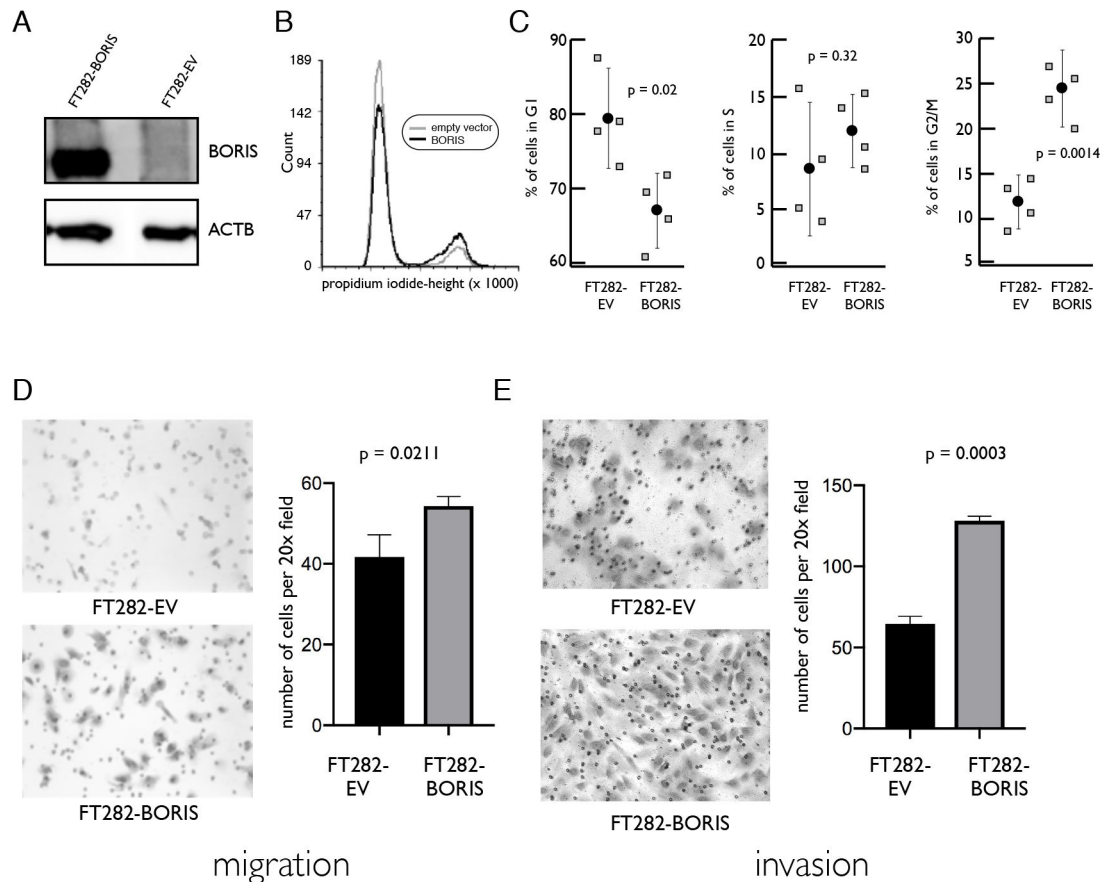 A
FT282-BORIS
FT282-EV
BORIS
ACTB
B
189
142
94
47
0
Count
empty vector
BORIS
propidium iodide-height (x 1000)
C
90
80
70
60
% of cells in G1
p = 0.02
FT282-
EV
FT282-
BORIS
20
15
10
5
0
% of cells in S
p = 0.32
FT282-
EV
FT282-
BORIS
30
25
20
15
10
5
% of cells in G2/M
p = 0.0014
FT282-
EV
FT282-
BORIS
D
FT282-EV
FT282-BORIS
p = 0.0211
60
40
20
0
number of cells per 20x field
FT282-
EV
FT282-
BORIS
migration
E
FT282-EV
FT282-BORIS
p = 0.0003
150
100
50
0
number of cells per 20x field
FT282-
EV
FT282-
BORIS
invasion